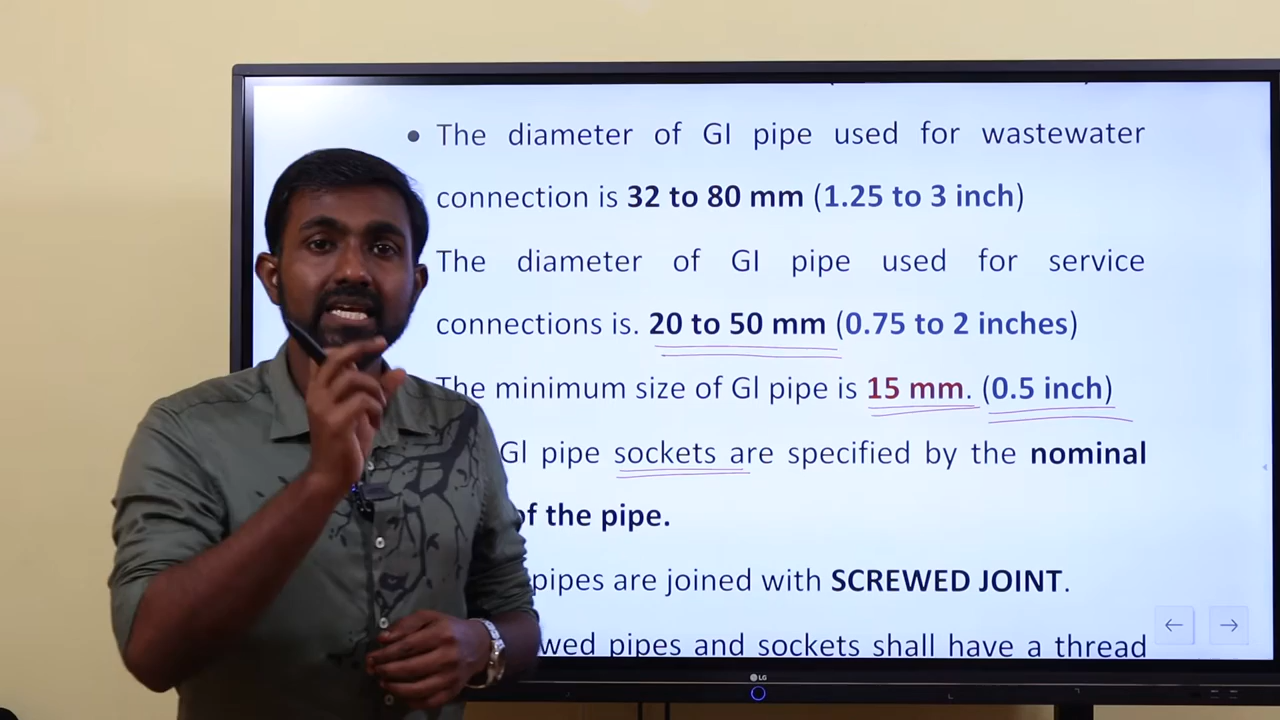 • The diameter of GI pipe used for wastewater
connection is 32 to 80 mm (1.25 to 3 inch)
The diameter of GI pipe used for service
connections is. 20 to 50 mm (0.75 to 2 inches)
The minimum size of Gl pipe is 15 mm. (0.5 inch)
Gl pipe sockets are specified by the nominal
of the pipe.
pipes are joined with SCREWED JOINT.
pipes and sockets shall have a thread
LG